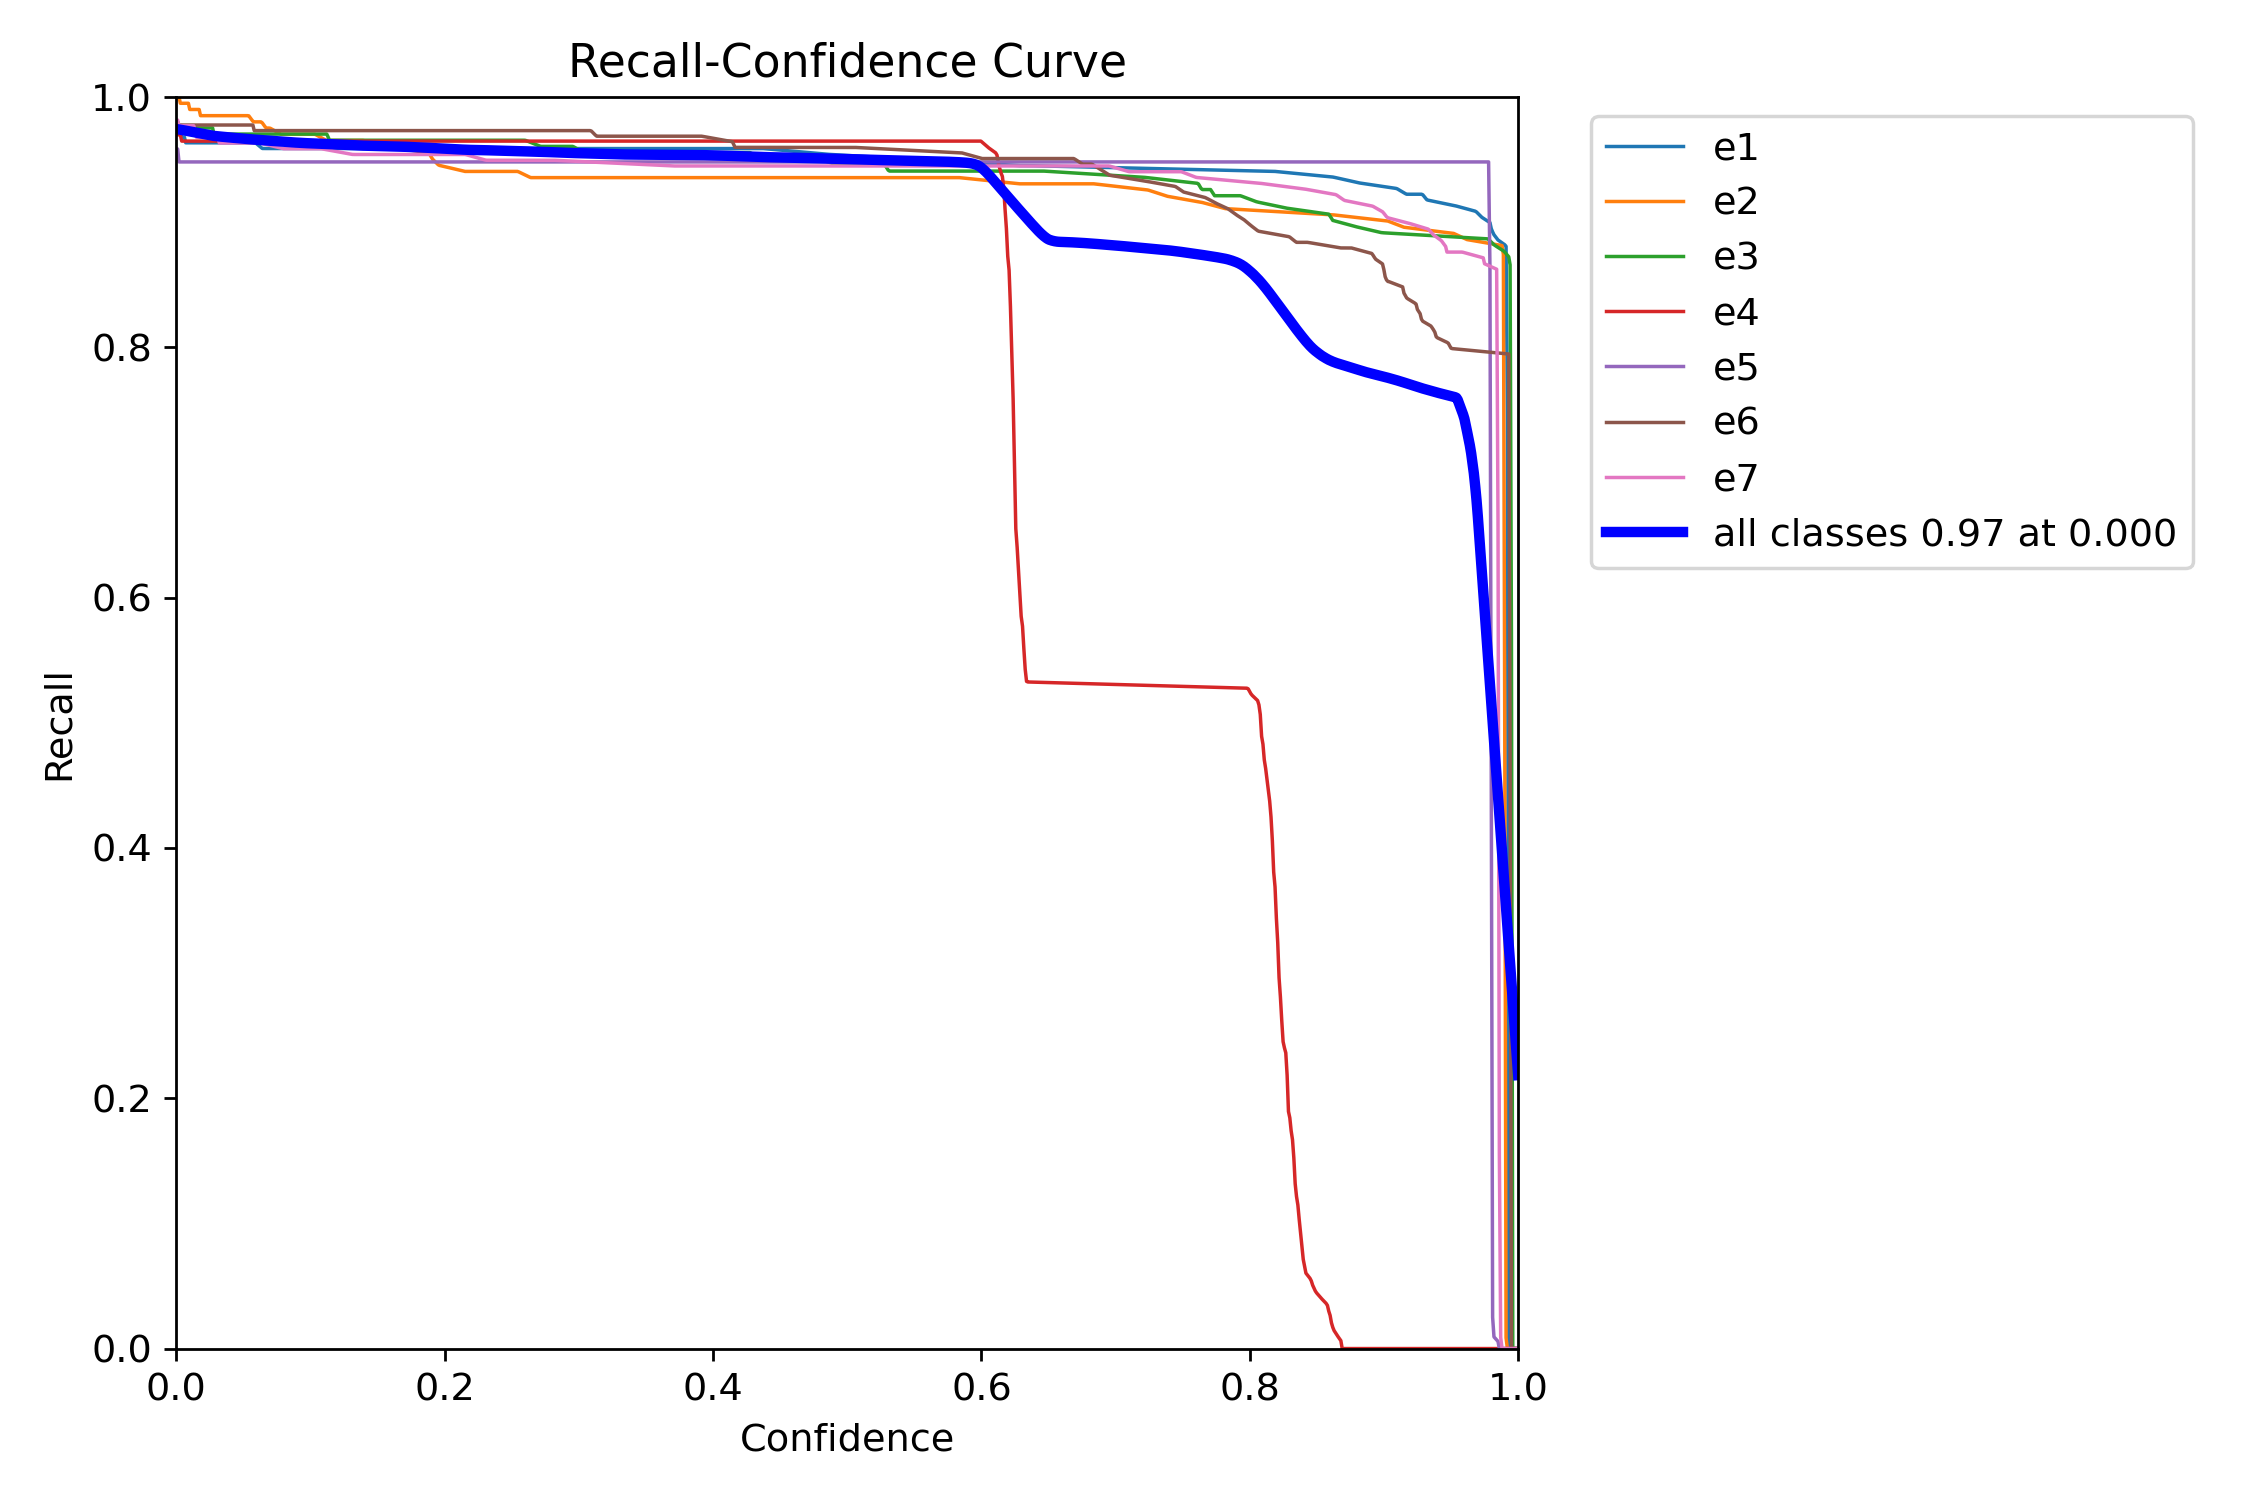 Recall-Confidence Curve
1.0
0.8
0.6
0.4
0.2
0.0
Recall
0.0 0.2 0.4 0.6 0.8 1.0
Confidence
e1
e2
e3
e4
e5
e6
e7
all classes 0.97 at 0.000